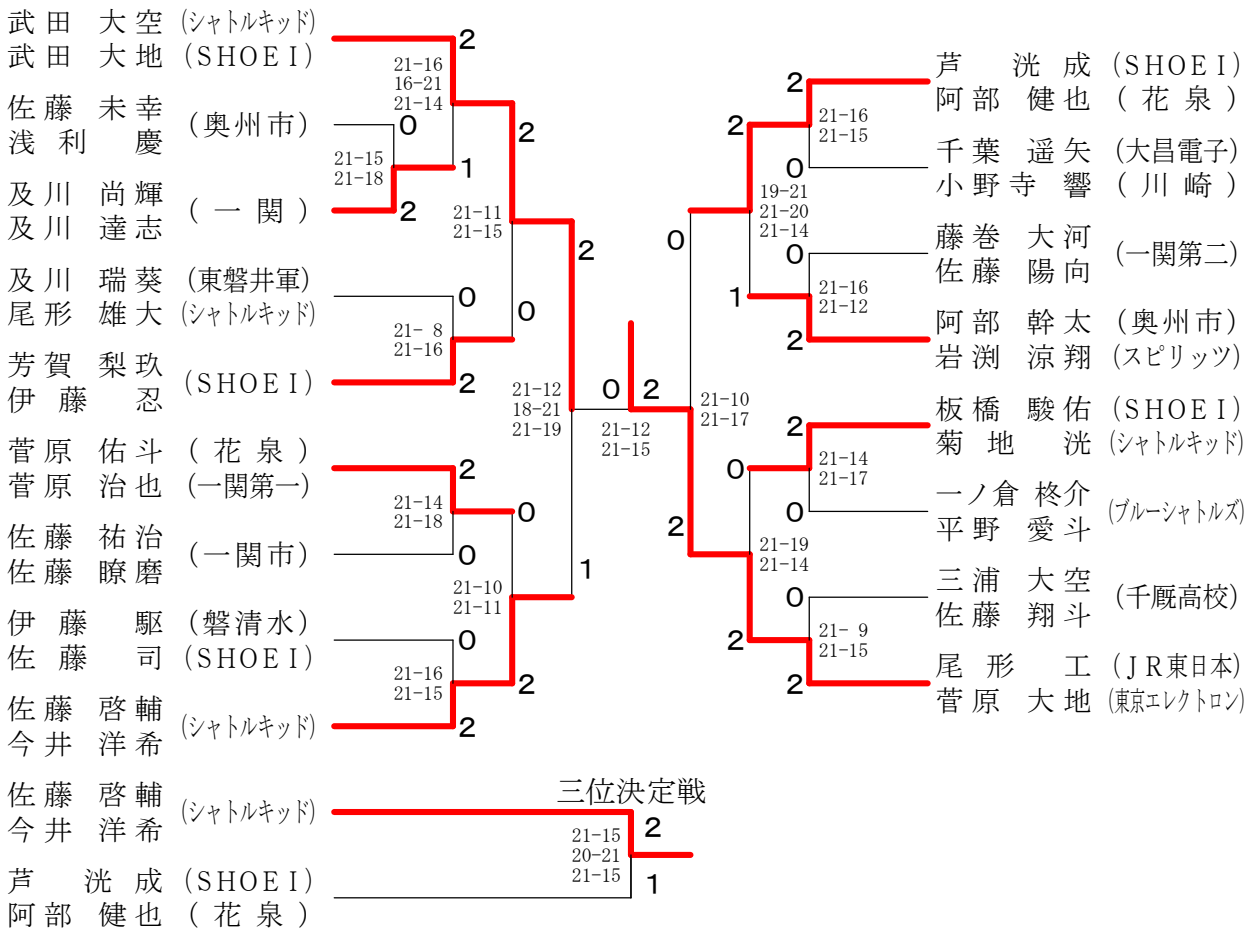 武田 大空 (シャトルキッド)
武田 大地 (SHOEI)
2
21-16
16-21
21-14
佐藤 未幸
浅利 慶
(奥州市)
0
2
21-15
21-18
1
及川 尚輝
及川 達志
(一関)
2
21-11
21-15
2
及川 瑞葵 (東磐井軍)
尾形 雄大 (シャトルキッド)
0
0
21- 8
21-16
芳賀 梨玖
伊藤 忍
(SHOEI)
2
21-12
18-21
21-19
菅原 佑斗 (花泉)
菅原 治也 (一関第一)
2
21-14
21-18
0
佐藤 祐治
佐藤 瞭磨
(一関市)
0
1
21-10
21-11
伊藤 駆 (磐清水)
佐藤 司 (SHOEI)
0
21-16
21-15
2
佐藤 啓輔
今井 洋希
(シャトルキッド)
2
0
2
21-12
21-15
芦 洸成 (SHOEI)
阿部 健也 (花泉)
2
21-16
21-15
2
千葉 遥矢 (大昌電子)
小野寺 響 (川崎)
0
19-21
21-20
21-14
0
藤巻 大河
佐藤 陽向
(一関第二)
0
21-16
21-12
1
阿部 幹太 (奥州市)
岩渕 涼翔 (スピリッツ)
2
21-10
21-17
板橋 駿佑 (SHOEI)
菊地 洸 (シャトルキッド)
2
21-14
21-17
0
一ノ倉 柊介
平野 愛斗
(ブルーシャトルズ)
0
2
21-19
21-14
三浦 大空
佐藤 翔斗
(千厩高校)
0
21- 9
21-15
2
尾形 工 (JR東日本)
菅原 大地 (東京エレクトロン)
2
三位決定戦
佐藤 啓輔
今井 洋希
(シャトルキッド)
2
21-15
20-21
21-15
1
芦 洸成 (SHOEI)
阿部 健也 (花泉)